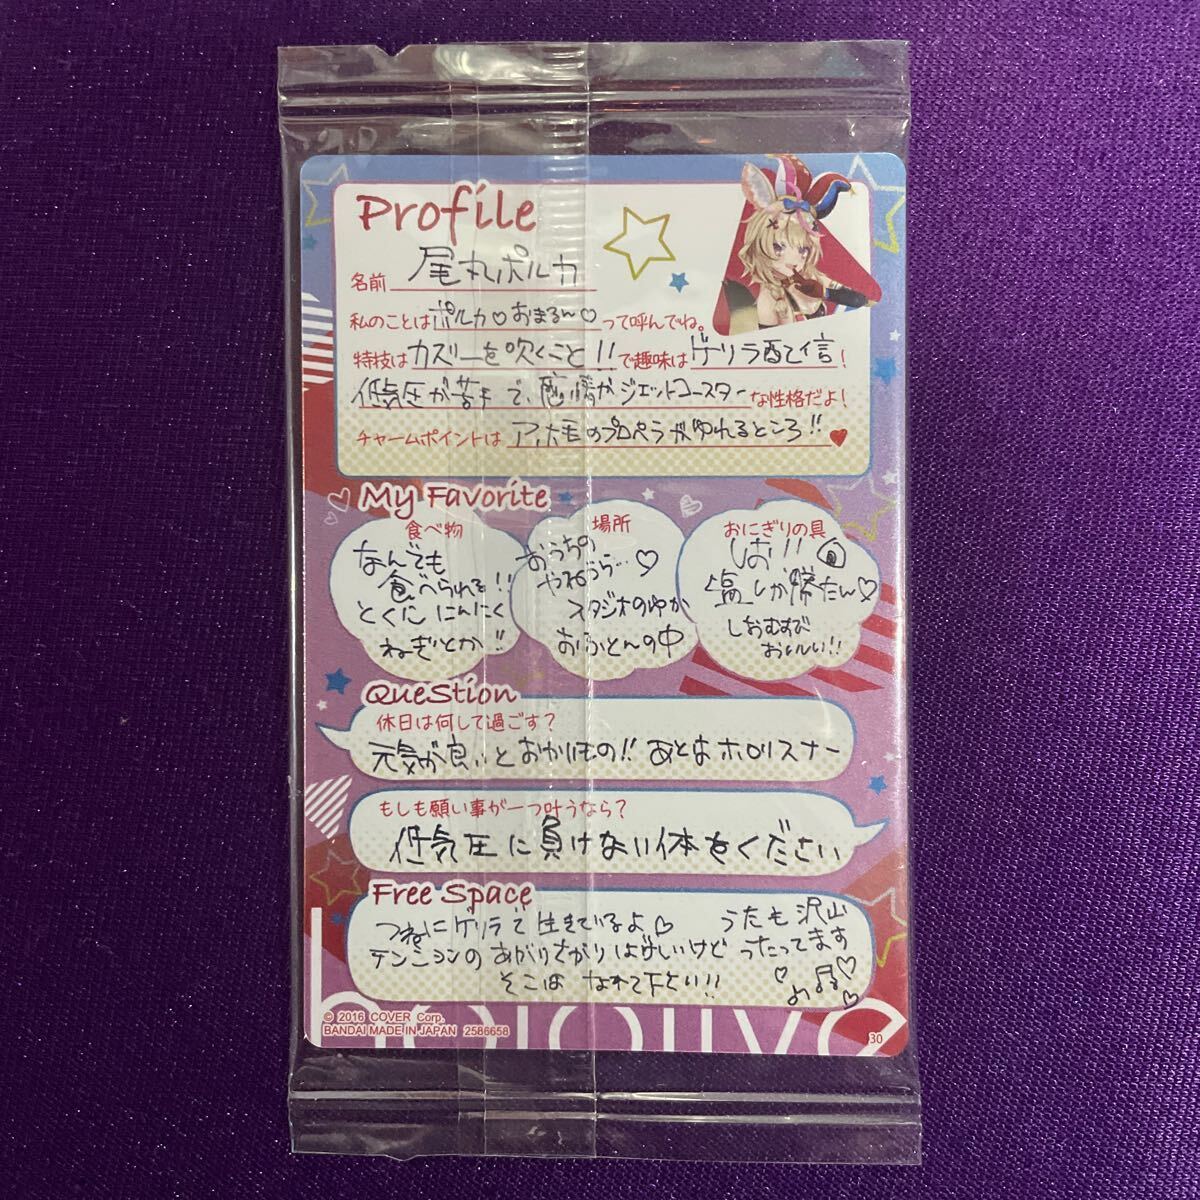 Profile
名前 尾丸ポルカ
私のことはポルカ♡おまるん♡って呼んでね。
特技はカズーを吹くこと!!で趣味はゲリラ配信!
低気圧が苦手で、感情がジェットコースターな性格だよ!
チャームポイントはアホ毛のプロペラがゆれるところ!!
My Favorite
食べ物
なんでも
食べられる!!
とくに にんにく
ねぎとか!!
場所
おうちの
やねうら…♡
スタジオのゆか
おふとんの中
おにぎりの具
しお!!
塩しか勝たん♡
しおむすび
おいしい!!
Question
休日は何して過ごす?
元気が良いとおかいもの!! あとはホロリスナー
もしも願い事が一つ叶うなら?
低気圧に負けない体をください
Free Space
つねにゲリラで生きているよ♡
テンションのあがりさがりはげしいけど
そこは なれて下さい!!
うたも沢山
うたってます
© 2016 COVER Corp.
BANDAI MADE IN JAPAN 2586658
30
hololive